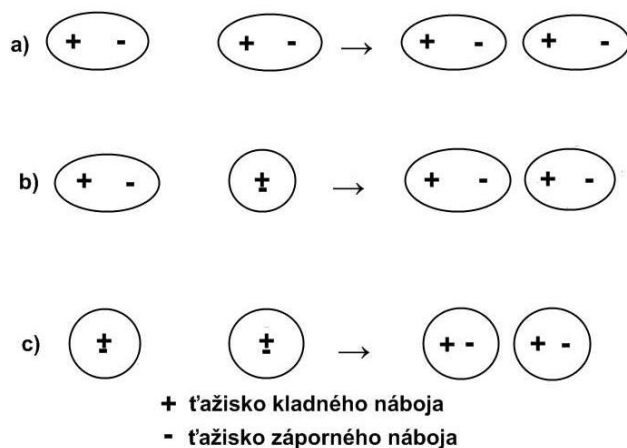 a) + - + - → + - + -
b) + - + - → + - + -
c) + - + - → + - + -
+ ťažisko kladného náboja
- ťažisko záporného náboja